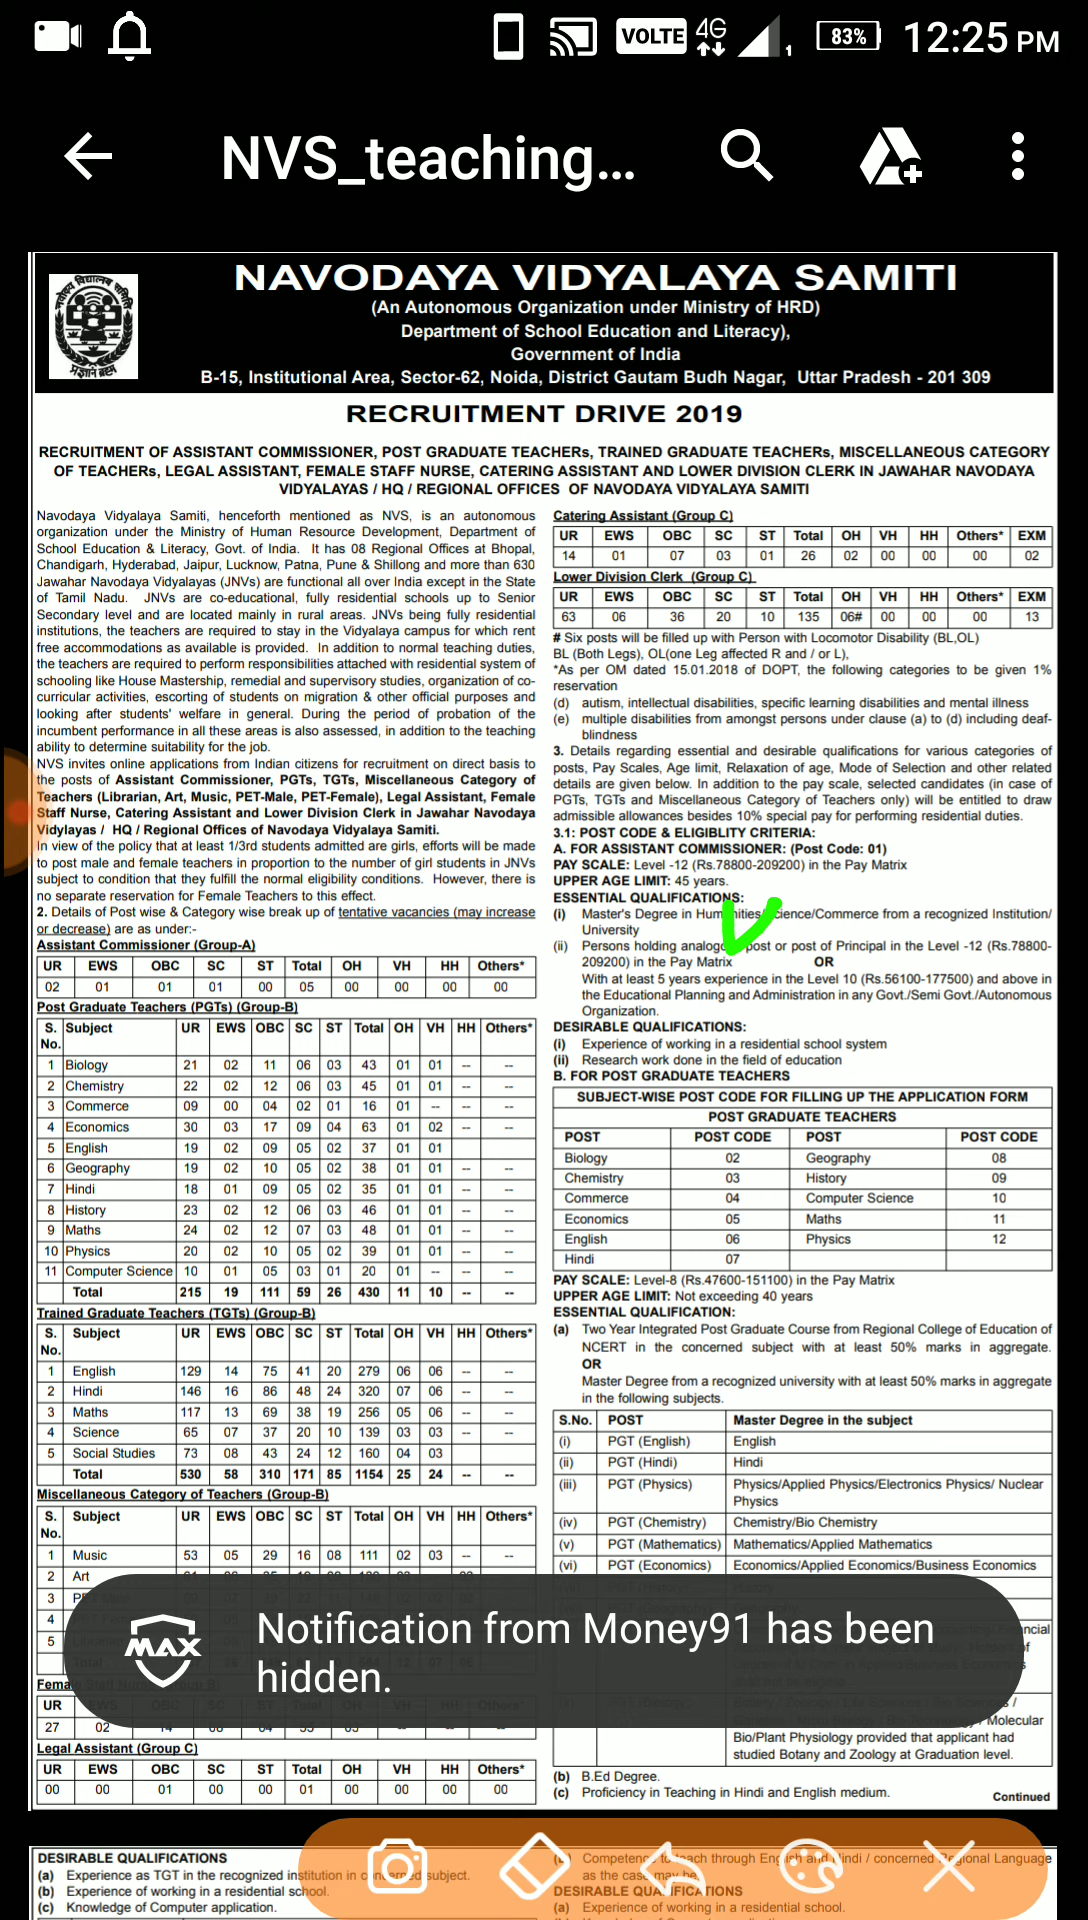 VOLTE 4G 1 83% 12:25 PM
NVS_teaching...
NAVODAYA VIDYALAYA SAMITI
(An Autonomous Organization under Ministry of HRD)
Department of School Education and Literacy),
Government of India
B-15, Institutional Area, Sector-62, Noida, District Gautam Budh Nagar, Uttar Pradesh - 201 309
RECRUITMENT DRIVE 2019
RECRUITMENT OF ASSISTANT COMMISSIONER, POST GRADUATE TEACHERs, TRAINED GRADUATE TEACHERs, MISCELLANEOUS CATEGORY
OF TEACHERs, LEGAL ASSISTANT, FEMALE STAFF NURSE, CATERING ASSISTANT AND LOWER DIVISION CLERK IN JAWAHAR NAVODAYA
VIDYALAYAS / HQ / REGIONAL OFFICES OF NAVODAYA VIDYALAYA SAMITI
Navodaya Vidyalaya Samiti, henceforth mentioned as NVS, is an autonomous
organization under the Ministry of Human Resource Development, Department of
School Education & Literacy, Govt. of India. It has 08 Regional Offices at Bhopal,
Chandigarh, Hyderabad, Jaipur, Lucknow, Patna, Pune & Shillong and more than 630
Jawahar Navodaya Vidyalayas (JNVs) are functional all over India except in the State
of Tamil Nadu. JNVs are co-educational, fully residential schools up to Senior
Secondary level and are located mainly in rural areas. JNVs being fully residential
institutions, the teachers are required to stay in the Vidyalaya campus for which rent
free accommodations as available is provided. In addition to normal teaching duties,
the teachers are required to perform responsibilities attached with residential system of
schooling like House Mastership, remedial and supervisory studies, organization of co-
curricular activities, escorting of students on migration & other official purposes and
looking after students' welfare in general. During the period of probation of the
incumbent performance in all these areas is also assessed, in addition to the teaching
ability to determine suitability for the job.
NVS invites online applications from Indian citizens for recruitment on direct basis to
the posts of Assistant Commissioner, PGTs, TGTs, Miscellaneous Category of
Teachers (Librarian, Art, Music, PET-Male, PET-Female), Legal Assistant, Female
Staff Nurse, Catering Assistant and Lower Division Clerk in Jawahar Navodaya
Vidylayas / HQ / Regional Offices of Navodaya Vidyalaya Samiti.
In view of the policy that at least 1/3rd students admitted are girls, efforts will be made
to post male and female teachers in proportion to the number of girl students in JNVs
subject to condition that they fulfill the normal eligibility conditions. However, there is
no separate reservation for Female Teachers to this effect.
2. Details of Post wise & Category wise break up of tentative vacancies (may increase
or decrease) are as under:-
Assistant Commissioner (Group-A)
UR EWS OBC SC ST Total OH VH HH Others*
02 01 01 01 00 05 00 00 00 00
Post Graduate Teachers (PGTs) (Group-B)
S. No. Subject UR EWS OBC SC ST Total OH VH HH Others*
1 Biology 21 02 11 06 03 43 01 01 -- --
2 Chemistry 22 02 12 06 03 45 01 01 -- --
3 Commerce 09 00 04 02 01 16 01 -- -- --
4 Economics 30 03 17 09 04 63 01 02 -- --
5 English 19 02 09 05 02 37 01 01
6 Geography 19 02 10 05 02 38 01 01 -- --
7 Hindi 18 01 09 05 02 35 01 01 -- --
8 History 23 02 12 06 03 46 01 01 -- --
9 Maths 24 02 12 07 03 48 01 01 -- --
10 Physics 20 02 10 05 02 39 01 01 -- --
11 Computer Science 10 01 05 03 01 20 01 -- -- --
Total 215 19 111 59 26 430 11 10 -- --
Trained Graduate Teachers (TGTs) (Group-B)
S. No. Subject UR EWS OBC SC ST Total OH VH HH Others*
1 English 129 14 75 41 20 279 06 06 -- --
2 Hindi 146 16 86 48 24 320 07 06 -- --
3 Maths 117 13 69 38 19 256 05 06 -- --
4 Science 65 07 37 20 10 139 03 03 -- --
5 Social Studies 73 08 43 24 12 160 04 03
Total 530 58 310 171 85 1154 25 24 -- --
Miscellaneous Category of Teachers (Group-B)
S. No. Subject UR EWS OBC SC ST Total OH VH HH Others*
1 Music 53 05 29 16 08 111 02 03 -- --
2 Art
3
4
5
UR
27 02
Legal Assistant (Group C)
UR EWS OBC SC ST Total OH VH HH Others*
00 00 01 00 00 01 00 00 00 00
Catering Assistant (Group C)
UR EWS OBC SC ST Total OH VH HH Others* EXM
14 01 07 03 01 26 02 00 00 00 02
Lower Division Clerk (Group C)
UR EWS OBC SC ST Total OH VH HH Others* EXM
63 06 36 20 10 135 06# 00 00 00 13
# Six posts will be filled up with Person with Locomotor Disability (BL,OL)
BL (Both Legs), OL(one Leg affected R and / or L),
*As per OM dated 15.01.2018 of DOPT, the following categories to be given 1%
reservation
(d) autism, intellectual disabilities, specific learning disabilities and mental illness
(e) multiple disabilities from amongst persons under clause (a) to (d) including deaf-
blindness
3. Details regarding essential and desirable qualifications for various categories of
posts, Pay Scales, Age limit, Relaxation of age, Mode of Selection and other related
details are given below. In addition to the pay scale, selected candidates (in case of
PGTs, TGTs and Miscellaneous Category of Teachers only) will be entitled to draw
admissible allowances besides 10% special pay for performing residential duties.
3.1: POST CODE & ELIGIBLITY CRITERIA:
A. FOR ASSISTANT COMMISSIONER: (Post Code: 01)
PAY SCALE: Level -12 (Rs.78800-209200) in the Pay Matrix
UPPER AGE LIMIT: 45 years.
ESSENTIAL QUALIFICATIONS:
(i) Master's Degree in Humanities/Science/Commerce from a recognized Institution/
University
(ii) Persons holding analogous post or post of Principal in the Level -12 (Rs.78800-
209200) in the Pay Matrix OR
With at least 5 years experience in the Level 10 (Rs.56100-177500) and above in
the Educational Planning and Administration in any Govt./Semi Govt./Autonomous
Organization.
DESIRABLE QUALIFICATIONS:
(i) Experience of working in a residential school system
(ii) Research work done in the field of education
B. FOR POST GRADUATE TEACHERS
SUBJECT-WISE POST CODE FOR FILLING UP THE APPLICATION FORM
POST GRADUATE TEACHERS
POST POST CODE POST POST CODE
Biology 02 Geography 08
Chemistry 03 History 09
Commerce 04 Computer Science 10
Economics 05 Maths 11
English 06 Physics 12
Hindi 07
PAY SCALE: Level-8 (Rs.47600-151100) in the Pay Matrix
UPPER AGE LIMIT: Not exceeding 40 years
ESSENTIAL QUALIFICATION:
(a) Two Year Integrated Post Graduate Course from Regional College of Education of
NCERT in the concerned subject with at least 50% marks in aggregate.
OR
Master Degree from a recognized university with at least 50% marks in aggregate
in the following subjects.
S.No. POST Master Degree in the subject
(i) PGT (English) English
(ii) PGT (Hindi) Hindi
(iii) PGT (Physics) Physics/Applied Physics/Electronics Physics/ Nuclear
Physics
(iv) PGT (Chemistry) Chemistry/Bio Chemistry
(v) PGT (Mathematics) Mathematics/Applied Mathematics
(vi) PGT (Economics) Economics/Applied Economics/Business Economics
Molecular
Bio/Plant Physiology provided that applicant had
studied Botany and Zoology at Graduation level.
(b) B.Ed Degree.
(c) Proficiency in Teaching in Hindi and English medium.
Continued
MAX
Notification from Money91 has been
hidden.
DESIRABLE QUALIFICATIONS
(a) Experience as TGT in the recognized institution in concerned subject.
(b) Experience of working in a residential school.
(c) Knowledge of Computer application.
Competence to teach through English and Hindi / concerned Regional Language
as the case may be.
DESIRABLE QUALIFICATIONS
(a) Experience of working in a residential school.